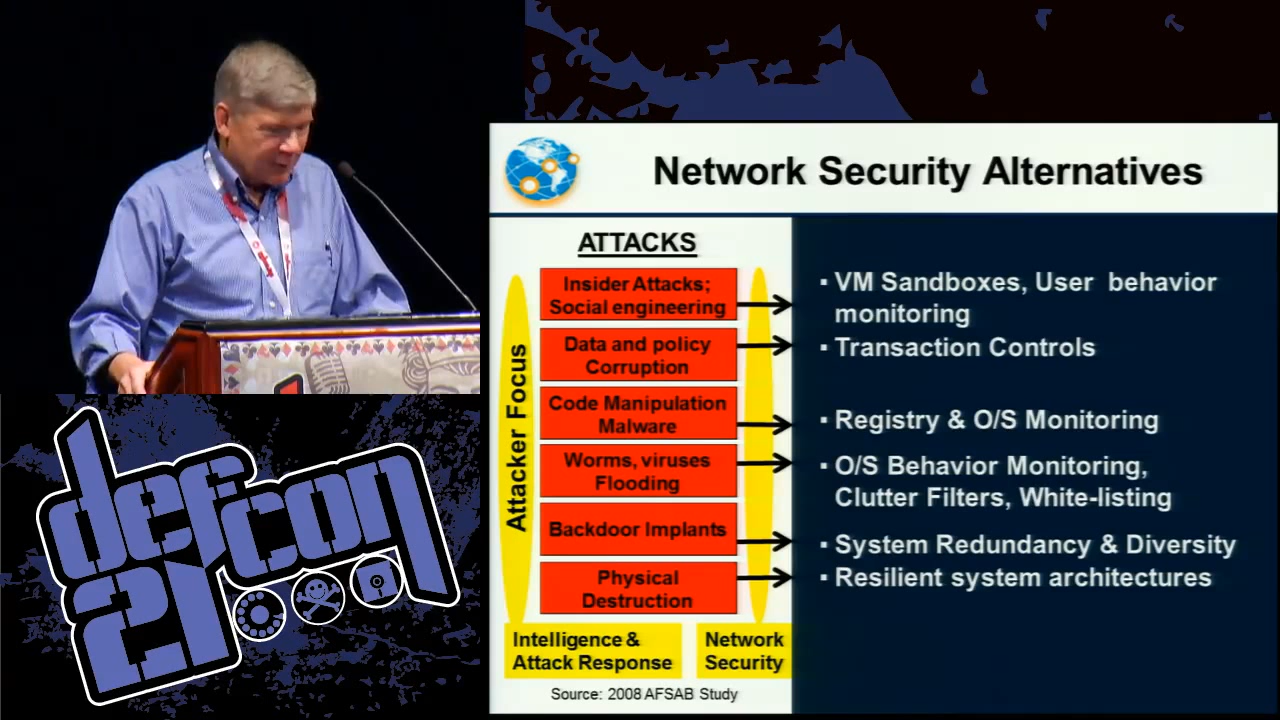 Network Security Alternatives
ATTACKS
Attacker Focus
Insider Attacks;
Social engineering
Data and policy
Corruption
Code Manipulation
Malware
Worms, viruses
Flooding
Backdoor Implants
Physical
Destruction
Intelligence &
Attack Response
Network
Security
Source: 2008 AFSAB Study
▪ VM Sandboxes, User behavior
monitoring
▪ Transaction Controls
▪ Registry & O/S Monitoring
▪ O/S Behavior Monitoring,
Clutter Filters, White-listing
▪ System Redundancy & Diversity
▪ Resilient system architectures
defcon
21